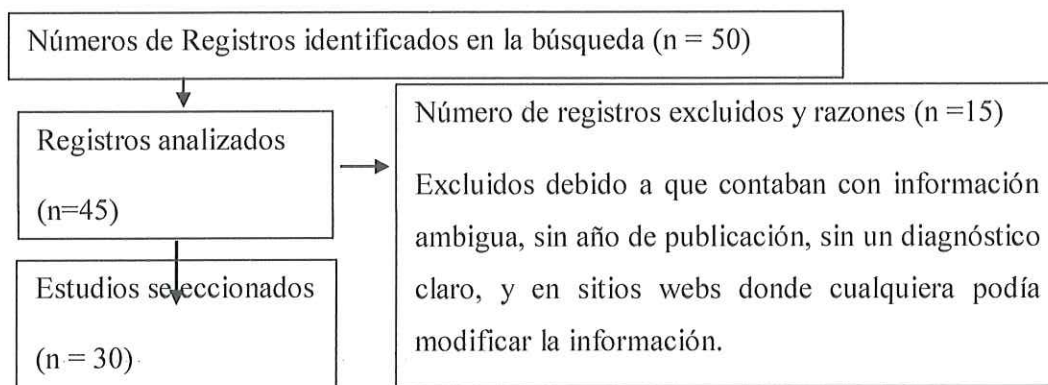 Números de Registros identificados en la búsqueda (n = 50)
Registros analizados
(n=45)
Número de registros excluidos y razones (n =15)
Excluidos debido a que contaban con información
ambigua, sin año de publicación, sin un diagnóstico
claro, y en sitios webs donde cualquiera podía
modificar la información.
Estudios seleccionados
(n = 30)